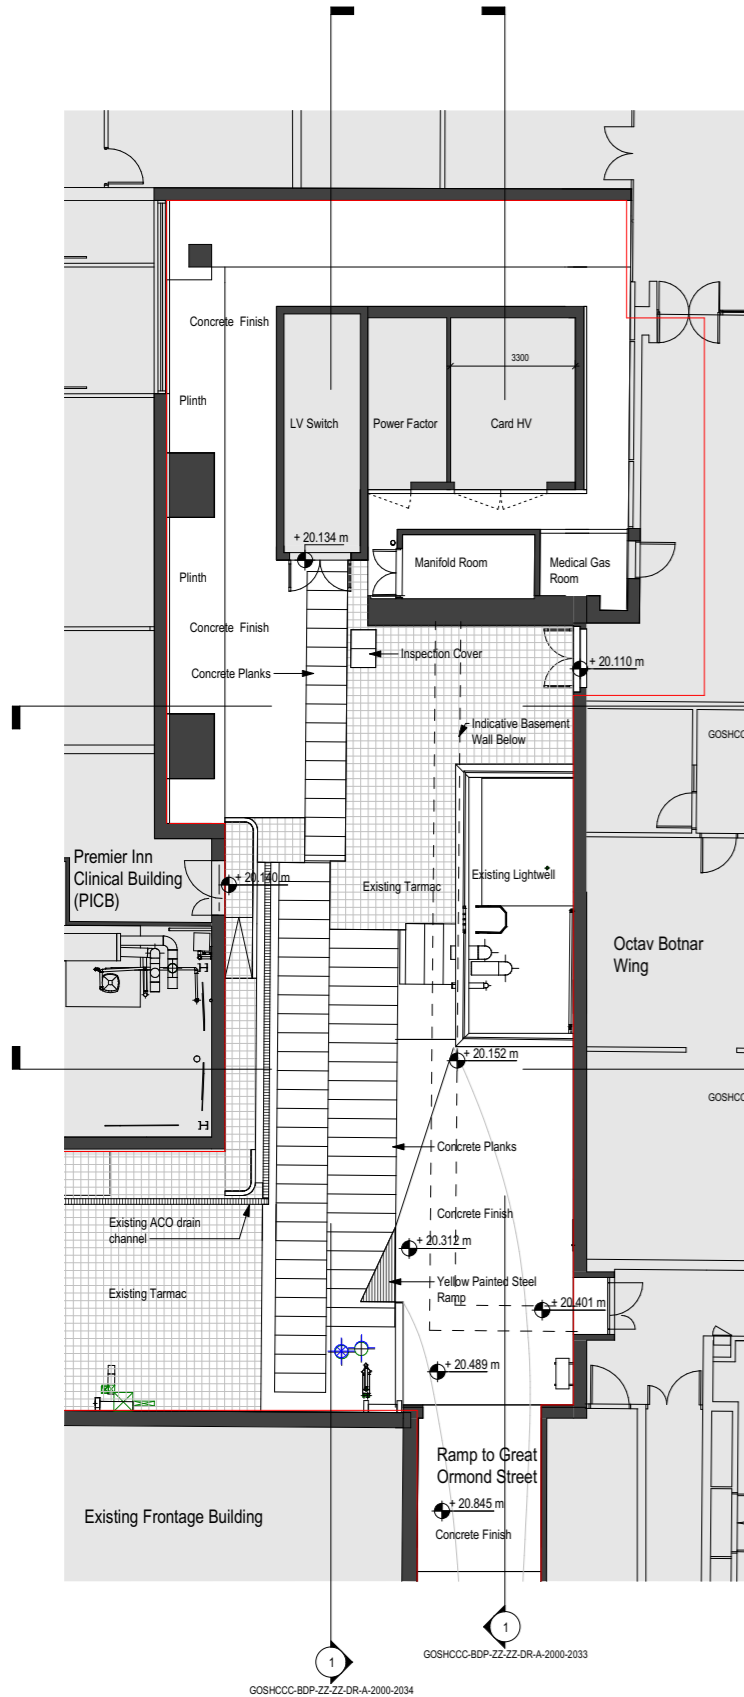 Concrete Finish
3300
Plinth
LV Switch
Power Factor
Card HV
+ 20.134 m
Manifold Room
Medical Gas
Room
Plinth
Concrete Finish
Inspection Cover
+ 20.110 m
Concrete Planks
Indicative Basement
Wall Below
GOSHCC
Premier Inn
Clinical Building
(PICB)
+ 20.140 m
Existing Tarmac
Existing Lightwell
Octav Botnar
Wing
+ 20.152 m
GOSHCC
Concrete Planks
Concrete Finish
Existing ACO drain
channel
+ 20.312 m
Existing Tarmac
Yellow Painted Steel
Ramp
+ 20.401 m
+ 20.489 m
Ramp to Great
Ormond Street
+ 20.845 m
Existing Frontage Building
Concrete Finish
1
GOSHCCC-BDP-ZZ-ZZ-DR-A-2000-2033
1
GOSHCCC-BDP-ZZ-ZZ-DR-A-2000-2034